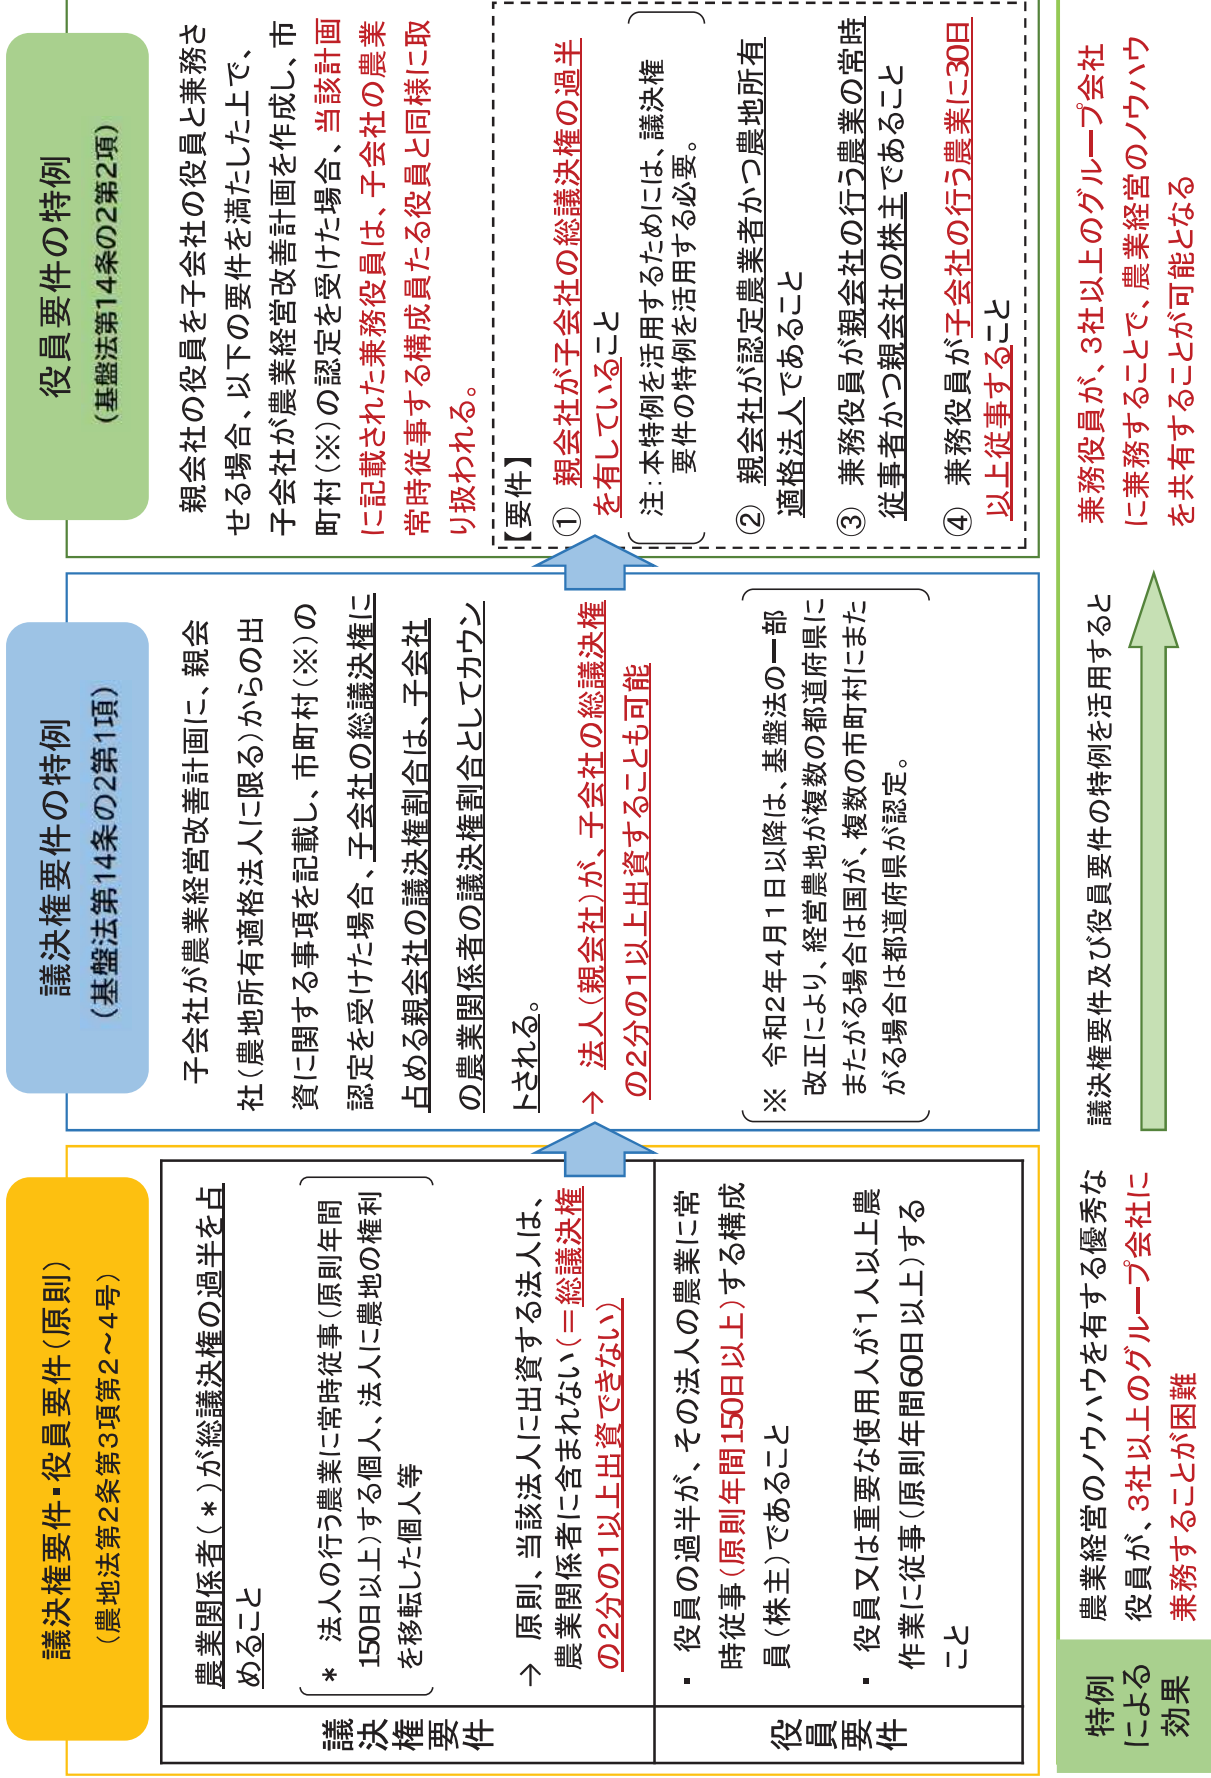 議決権要件・役員要件（原則）
（農地法第２条第３項第２～４号）
議決権要件
農業関係者（＊）が総議決権の過半を占
めること
＊ 法人の行う農業に常時従事（原則年間
150日以上）する個人、法人に農地の権利
を移転した個人等
→ 原則、当該法人に出資する法人は、
農業関係者に含まれない（＝総議決権
の２分の１以上出資できない）
役員要件
・ 役員の過半が、その法人の農業に常
時従事（原則年間150日以上）する構成
員（株主）であること
・ 役員又は重要な使用人が１人以上農
作業に従事（原則年間60日以上）する
こと
議決権要件の特例
（基盤法第14条の２第１項）
子会社が農業経営改善計画に、親会
社（農地所有適格法人に限る）からの出
資に関する事項を記載し、市町村（※）の
認定を受けた場合、子会社の総議決権に
占める親会社の議決権割合は、子会社
の農業関係者の議決権割合としてカウン
トされる。
→ 法人（親会社）が、子会社の総議決権
の２分の１以上出資することも可能
※ 令和２年４月１日以降は、基盤法の一部
改正により、経営農地が複数の都道府県に
またがる場合は国が、複数の市町村にまた
がる場合は都道府県が認定。
役員要件の特例
（基盤法第14条の２第２項）
親会社の役員を子会社の役員と兼務さ
せる場合、以下の要件を満たした上で、
子会社が農業経営改善計画を作成し、市
町村（※）の認定を受けた場合、当該計画
に記載された兼務役員は、子会社の農業
常時従事する構成員たる役員と同様に取
り扱われる。
【要件】
① 親会社が子会社の総議決権の過半
を有していること
注：本特例を活用するためには、議決権
要件の特例を活用する必要。
② 親会社が認定農業者かつ農地所有
適格法人であること
③ 兼務役員が親会社の行う農業の常時
従事者かつ親会社の株主であること
④ 兼務役員が子会社の行う農業に30日
以上従事すること
特例
による
効果
農業経営のノウハウを有する優秀な
役員が、３社以上のグループ会社に
兼務することが困難
議決権要件及び役員要件の特例を活用すると
兼務役員が、３社以上のグループ会社
に兼務することで、農業経営のノウハウ
を共有することが可能となる